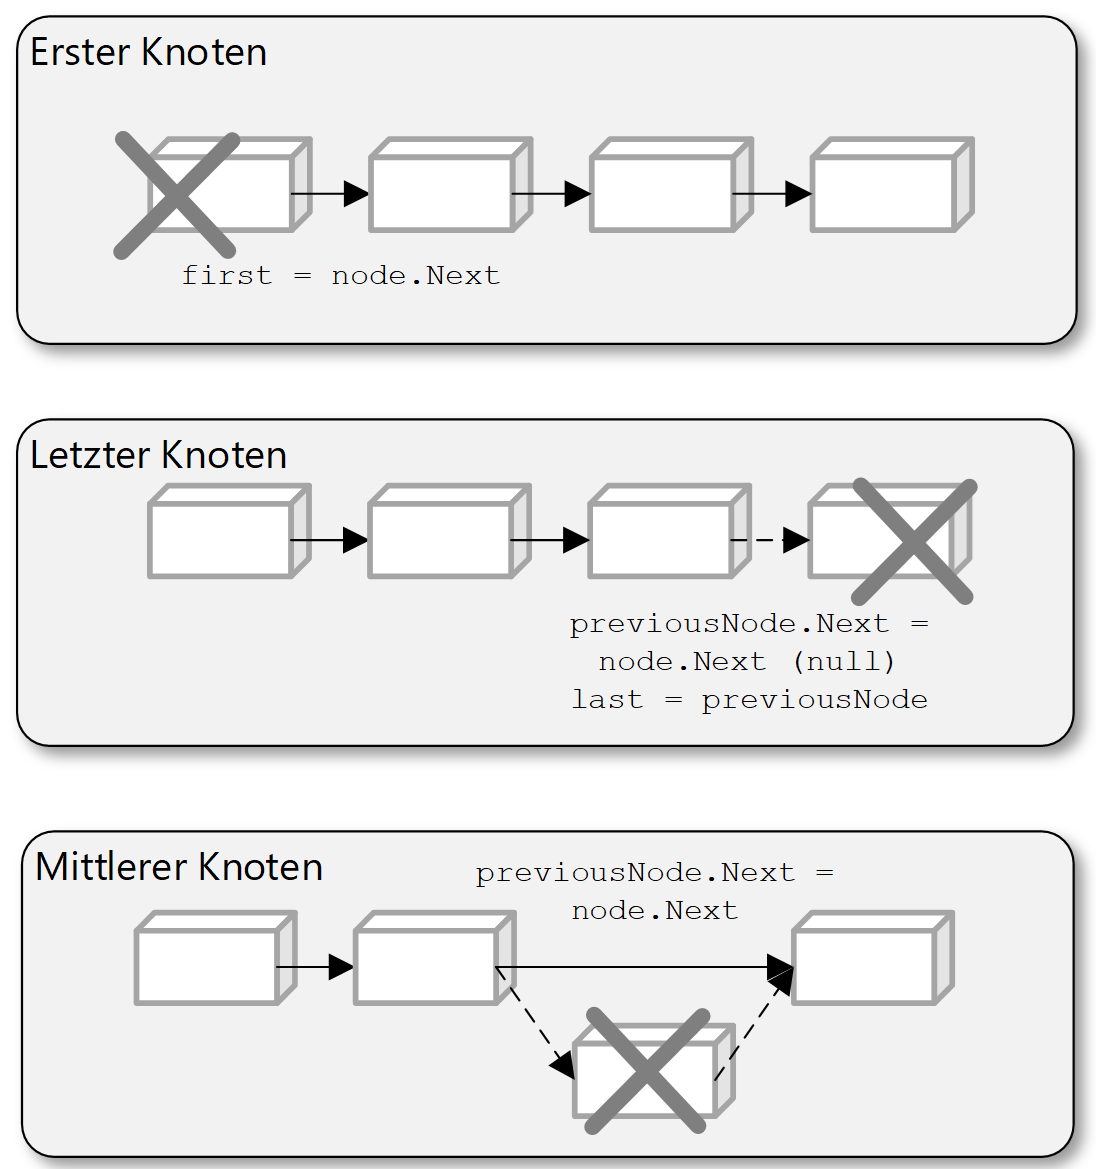 Erster Knoten
first = node.Next
Letzter Knoten
previousNode.Next =
node.Next (null)
last = previousNode
Mittlerer Knoten
previousNode.Next =
node.Next